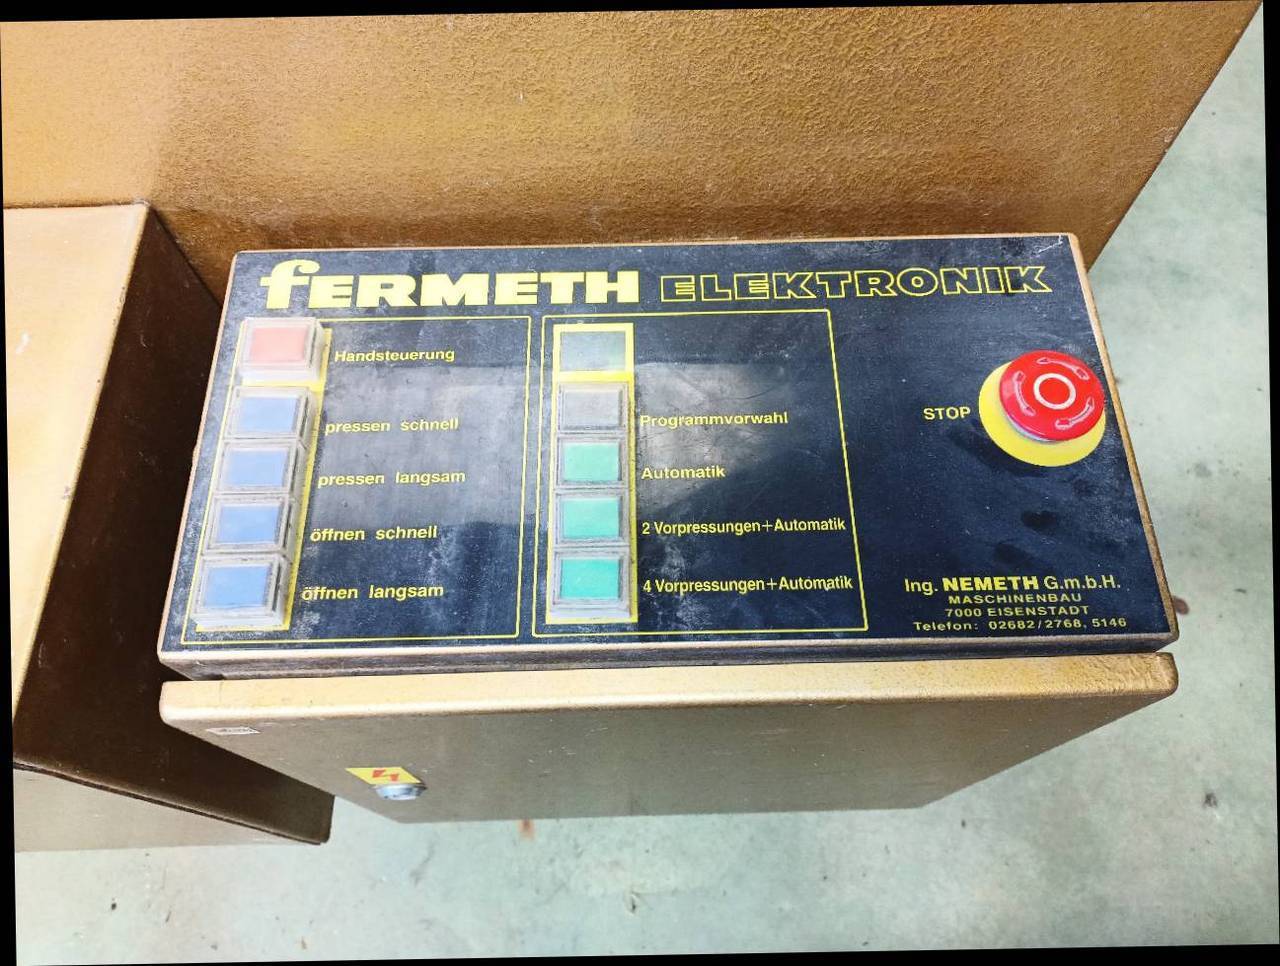 fERMETH ELEKTRONIK
Handsteuerung
pressen schnell
pressen langsam
öffnen schnell
öffnen langsam
Programmvorwahl
Automatik
2 Vorpressungen+Automatik
4 Vorpressungen+Automatik
STOP
Ing. NEMETH G.m.b.H.
MASCHINENBAU
7000 EISENSTADT
Telefon: 02682/2768, 5146